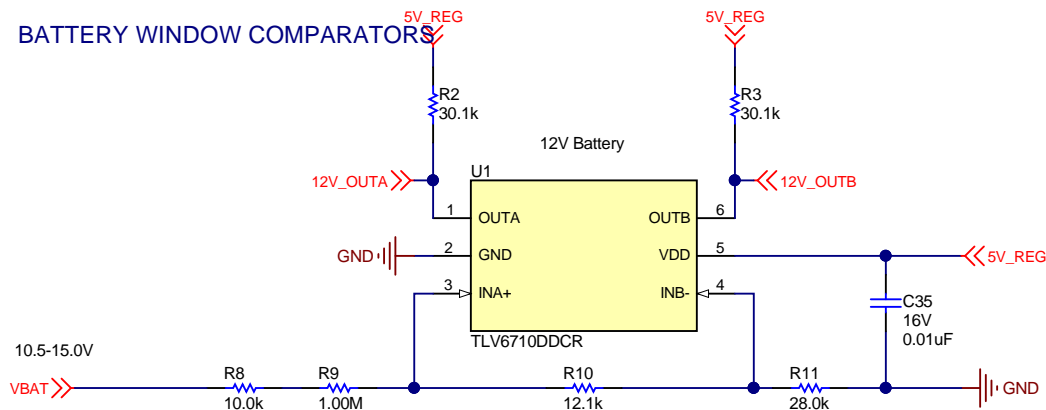 BATTERY WINDOW COMPARATORS
5V_REG
5V_REG
R2
30.1k
R3
30.1k
12V Battery
12V_OUTA
12V_OUTB
U1
1
OUTA
OUTB
6
GND
2
GND
VDD
5
5V_REG
3
INA+
INB-
4
C35
16V
0.01uF
TLV6710DDCR
10.5-15.0V
VBAT
R8
10.0k
R9
1.00M
R10
12.1k
R11
28.0k
GND